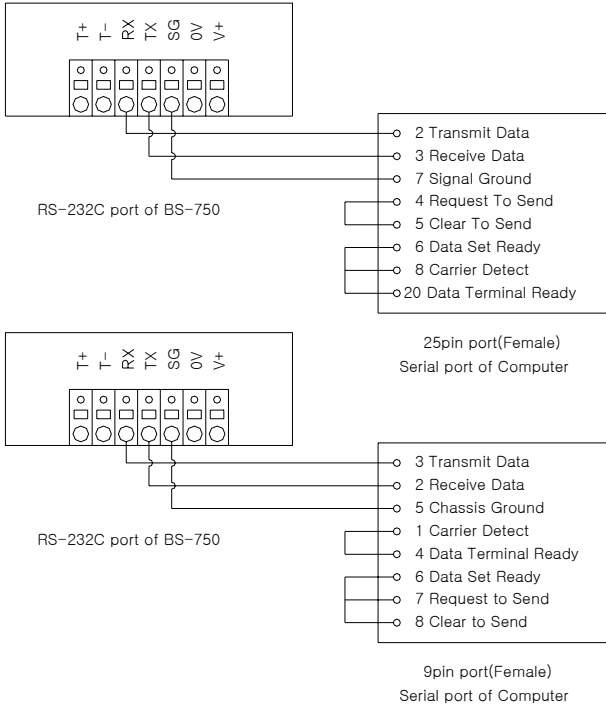 T+ T- RX TX SG 0V V+
2 Transmit Data
3 Receive Data
7 Signal Ground
4 Request To Send
5 Clear To Send
6 Data Set Ready
8 Carrier Detect
20 Data Terminal Ready
RS-232C port of BS-750
25pin port(Female)
Serial port of Computer
T+ T- RX TX SG 0V V+
3 Transmit Data
2 Receive Data
5 Chassis Ground
1 Carrier Detect
4 Data Terminal Ready
6 Data Set Ready
7 Request to Send
8 Clear to Send
RS-232C port of BS-750
9pin port(Female)
Serial port of Computer